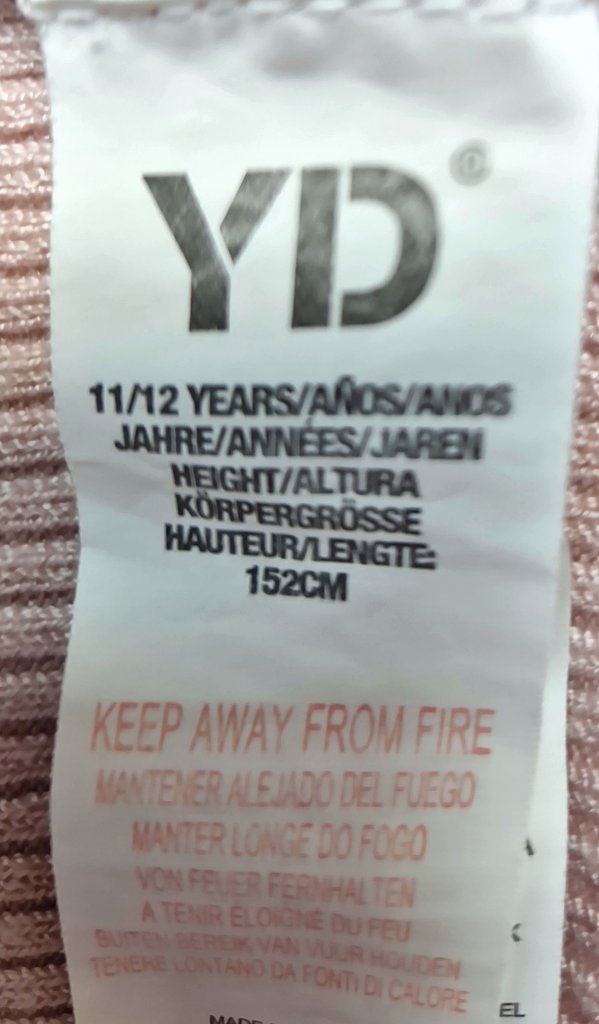 YD®
11/12 YEARS/AÑOS/ANOS
JAHRE/ANNÉES/JAREN
HEIGHT/ALTURA
KÖRPERGRÖSSE
HAUTEUR/LENGTE:
152CM
KEEP AWAY FROM FIRE
MANTENER ALEJADO DEL FUEGO
MANTER LONGE DO FOGO
VON FEUER FERNHALTEN
A TENIR ELOIGNÉ DU FEU
BUITEN BEREIK VAN VUUR HOUDEN
TENERE LONTANO DA FONTI DI CALORE
EL